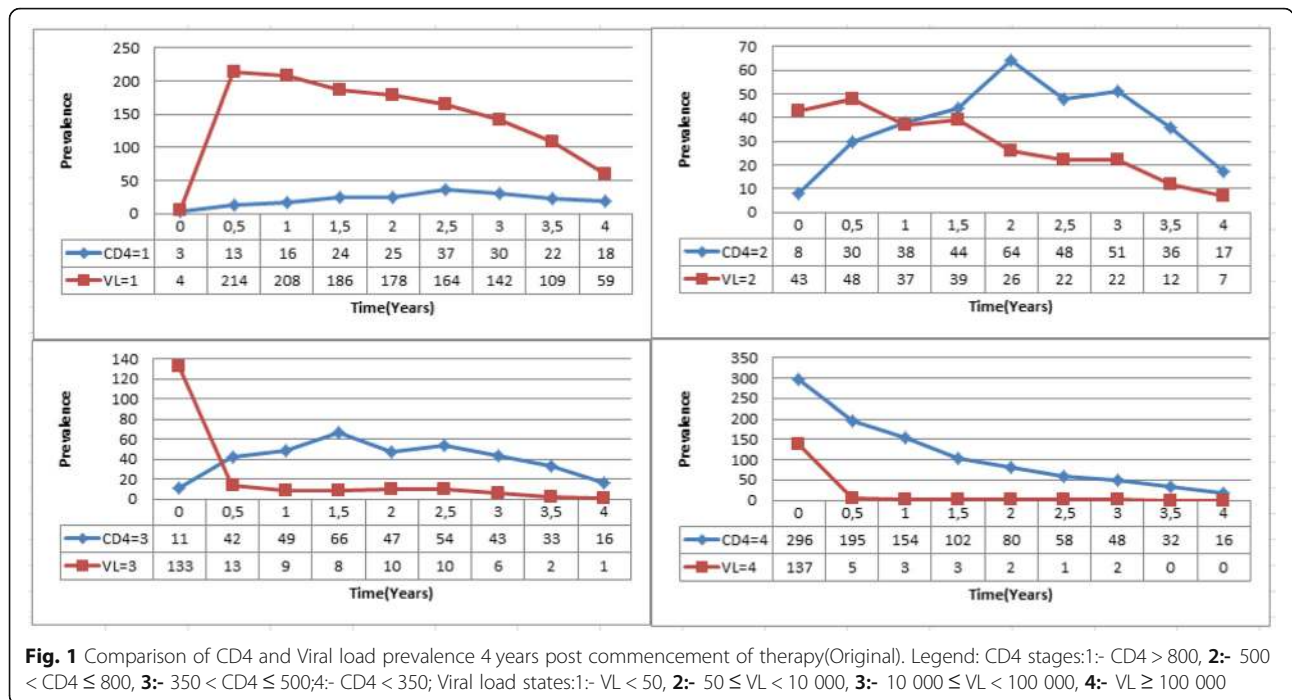 250
200
150
100
50
0
Prevalence
0 0,5 1 1,5 2 2,5 3 3,5 4
CD4=1 3 13 16 24 25 37 30 22 18
VL=1 4 214 208 186 178 164 142 109 59
Time(Years)
70
60
50
40
30
20
10
0
Prevalence
0 0,5 1 1,5 2 2,5 3 3,5 4
CD4=2 8 30 38 44 64 48 51 36 17
VL=2 43 48 37 39 26 22 22 12 7
Time(Years)
140
120
100
80
60
40
20
0
Prevalence
0 0,5 1 1,5 2 2,5 3 3,5 4
CD4=3 11 42 49 66 47 54 43 33 16
VL=3 133 13 9 8 10 10 6 2 1
Time(Years)
350
300
250
200
150
100
50
0
Prevalence
0 0,5 1 1,5 2 2,5 3 3,5 4
CD4=4 296 195 154 102 80 58 48 32 16
VL=4 137 5 3 3 2 1 2 0 0
Time(Years)
Fig. 1 Comparison of CD4 and Viral load prevalence 4 years post commencement of therapy(Original). Legend: CD4 stages:1:- CD4 > 800, 2:- 500
< CD4 ≤ 800, 3:- 350 < CD4 ≤ 500;4:- CD4 < 350; Viral load states:1:- VL < 50, 2:- 50 ≤ VL < 10 000, 3:- 10 000 ≤ VL < 100 000, 4:- VL ≥ 100 000